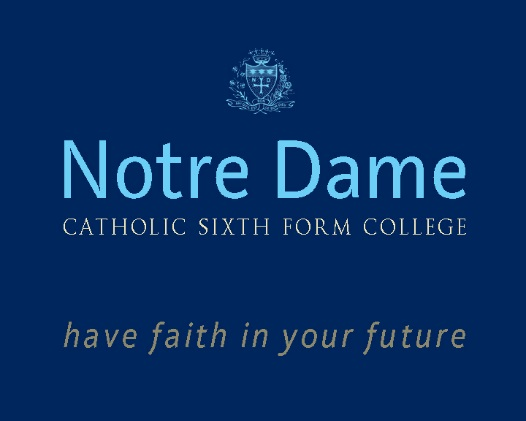 Notre Dame
CATHOLIC SIXTH FORM COLLEGE
have faith in your future